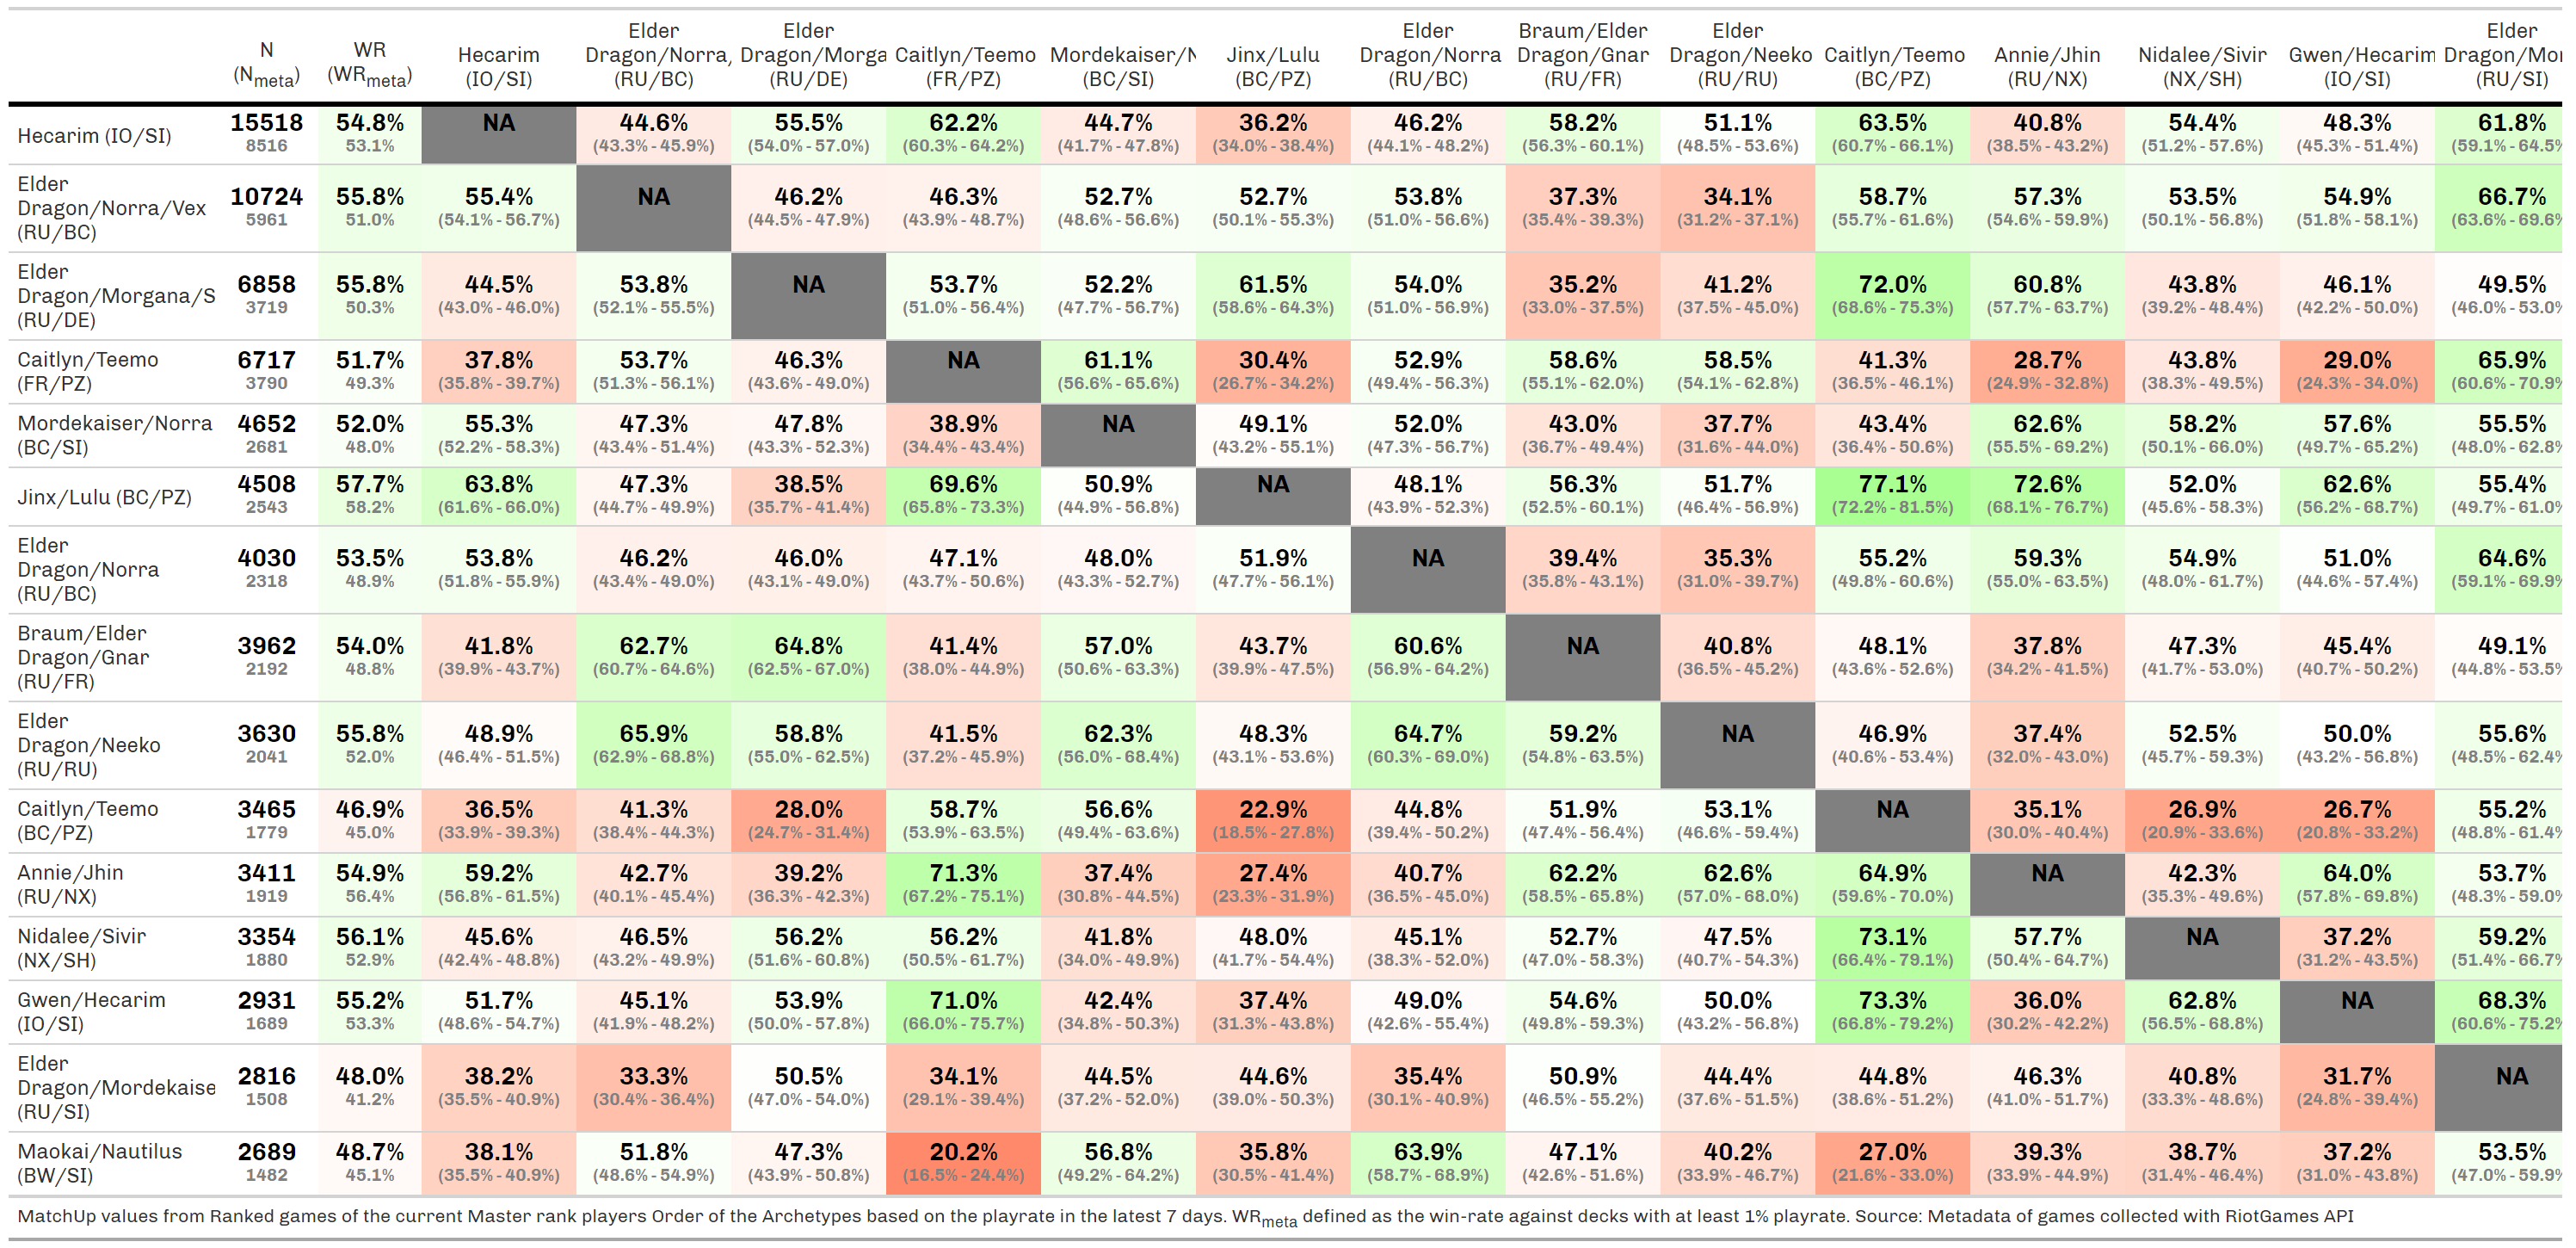 Elder Elder Elder Braum/Elder Elder Elder
N WR Hecarim Dragon/Norra, Dragon/Morga Caitlyn/Teemo Mordekaiser/N Jinx/Lulu Dragon/Norra Dragon/Gnar Dragon/Neeko Caitlyn/Teemo Annie/Jhin Nidalee/Sivir Gwen/Hecarim Dragon/Mor
(Nmeta) (WRmeta) (IO/SI) (RU/BC) (RU/DE) (FR/PZ) (BC/SI) (BC/PZ) (RU/BC) (RU/FR) (RU/RU) (BC/PZ) (RU/NX) (NX/SH) (IO/SI) (RU/SI)
Hecarim (IO/SI) 15518 54.8% NA 44.6% 55.5% 62.2% 44.7% 36.2% 46.2% 58.2% 51.1% 63.5% 40.8% 54.4% 48.3% 61.8%
8516 53.1% (43.3% - 45.9%) (54.0% - 57.0%) (60.3% - 64.2%) (41.7% - 47.8%) (34.0% - 38.4%) (44.1% - 48.2%) (56.3% - 60.1%) (48.5% - 53.6%) (60.7% - 66.1%) (38.5% - 43.2%) (51.2% - 57.6%) (45.3% - 51.4%) (59.1% - 64.5%
Elder
Dragon/Norra/Vex 10724 55.8% 55.4% NA 46.2% 46.3% 52.7% 52.7% 53.8% 37.3% 34.1% 58.7% 57.3% 53.5% 54.9% 66.7%
(RU/BC) 5961 51.0% (54.1% - 56.7%) (44.5% - 47.9%) (43.9% - 48.7%) (48.6% - 56.6%) (50.1% - 55.3%) (51.0% - 56.6%) (35.4% - 39.3%) (31.2% - 37.1%) (55.7% - 61.6%) (54.6% - 59.9%) (50.1% - 56.8%) (51.8% - 58.1%) (63.6% - 69.6%
Elder
Dragon/Morgana/S 6858 55.8% 44.5% 53.8% NA 53.7% 52.2% 61.5% 54.0% 35.2% 41.2% 72.0% 60.8% 43.8% 46.1% 49.5%
(RU/DE) 3719 50.3% (43.0% - 46.0%) (52.1% - 55.5%) (51.0% - 56.4%) (47.7% - 56.7%) (58.6% - 64.3%) (51.0% - 56.9%) (33.0% - 37.5%) (37.5% - 45.0%) (68.6% - 75.3%) (57.7% - 63.7%) (39.2% - 48.4%) (42.2% - 50.0%) (46.0% - 53.0%
Caitlyn/Teemo 6717 51.7% 37.8% 53.7% 46.3% NA 61.1% 30.4% 52.9% 58.6% 58.5% 41.3% 28.7% 43.8% 29.0% 65.9%
(FR/PZ) 3790 49.3% (35.8% - 39.7%) (51.3% - 56.1%) (43.6% - 49.0%) (56.6% - 65.6%) (26.7% - 34.2%) (49.4% - 56.3%) (55.1% - 62.0%) (54.1% - 62.8%) (36.5% - 46.1%) (24.9% - 32.8%) (38.3% - 49.5%) (24.3% - 34.0%) (60.6% - 70.9%
Mordekaiser/Norra 4652 52.0% 55.3% 47.3% 47.8% 38.9% NA 49.1% 52.0% 43.0% 37.7% 43.4% 62.6% 58.2% 57.6% 55.5%
(BC/SI) 2681 48.0% (52.2% - 58.3%) (43.4% - 51.4%) (43.3% - 52.3%) (34.4% - 43.4%) (43.2% - 55.1%) (47.3% - 56.7%) (36.7% - 49.4%) (31.6% - 44.0%) (36.4% - 50.6%) (55.5% - 69.2%) (50.1% - 66.0%) (49.7% - 65.2%) (48.0% - 62.8%
Jinx/Lulu (BC/PZ) 4508 57.7% 63.8% 47.3% 38.5% 69.6% 50.9% NA 48.1% 56.3% 51.7% 77.1% 72.6% 52.0% 62.6% 55.4%
2543 58.2% (61.6% - 66.0%) (44.7% - 49.9%) (35.7% - 41.4%) (65.8% - 73.3%) (44.9% - 56.8%) (43.9% - 52.3%) (52.5% - 60.1%) (46.4% - 56.9%) (72.2% - 81.5%) (68.1% - 76.7%) (45.6% - 58.3%) (56.2% - 68.7%) (49.7% - 61.0%
Elder
Dragon/Norra 4030 53.5% 53.8% 46.2% 46.0% 47.1% 48.0% 51.9% NA 39.4% 35.3% 55.2% 59.3% 54.9% 51.0% 64.6%
(RU/BC) 2318 48.9% (51.8% - 55.9%) (43.4% - 49.0%) (43.1% - 49.0%) (43.7% - 50.6%) (43.3% - 52.7%) (47.7% - 56.1%) (35.8% - 43.1%) (31.0% - 39.7%) (49.8% - 60.6%) (55.0% - 63.5%) (48.0% - 61.7%) (44.6% - 57.4%) (59.1% - 69.9%
Braum/Elder
Dragon/Gnar 3962 54.0% 41.8% 62.7% 64.8% 41.4% 57.0% 43.7% 60.6% NA 40.8% 48.1% 37.8% 47.3% 45.4% 49.1%
(RU/FR) 2192 48.8% (39.9% - 43.7%) (60.7% - 64.6%) (62.5% - 67.0%) (38.0% - 44.9%) (50.6% - 63.3%) (39.9% - 47.5%) (56.9% - 64.2%) (36.5% - 45.2%) (43.6% - 52.6%) (34.2% - 41.5%) (41.7% - 53.0%) (40.7% - 50.2%) (44.8% - 53.5%
Elder
Dragon/Neeko 3630 55.8% 48.9% 65.9% 58.8% 41.5% 62.3% 48.3% 64.7% 59.2% NA 46.9% 37.4% 52.5% 50.0% 55.6%
(RU/RU) 2041 52.0% (46.4% - 51.5%) (62.9% - 68.8%) (55.0% - 62.5%) (37.2% - 45.9%) (56.0% - 68.4%) (43.1% - 53.6%) (60.3% - 69.0%) (54.8% - 63.5%) (40.6% - 53.4%) (32.0% - 43.0%) (45.7% - 59.3%) (43.2% - 56.8%) (48.5% - 62.4%
Caitlyn/Teemo 3465 46.9% 36.5% 41.3% 28.0% 58.7% 56.6% 22.9% 44.8% 51.9% 53.1% NA 35.1% 26.9% 26.7% 55.2%
(BC/PZ) 1779 45.0% (33.9% - 39.3%) (38.4% - 44.3%) (24.7% - 31.4%) (53.9% - 63.5%) (49.4% - 63.6%) (18.5% - 27.8%) (39.4% - 50.2%) (47.4% - 56.4%) (46.6% - 59.4%) (30.0% - 40.4%) (20.9% - 33.6%) (20.8% - 33.2%) (48.8% - 61.4%
Annie/Jhin 3411 54.9% 59.2% 42.7% 39.2% 71.3% 37.4% 27.4% 40.7% 62.2% 62.6% 64.9% NA 42.3% 64.0% 53.7%
(RU/NX) 1919 56.4% (56.8% - 61.5%) (40.1% - 45.4%) (36.3% - 42.3%) (67.2% - 75.1%) (30.8% - 44.5%) (23.3% - 31.9%) (36.5% - 45.0%) (58.5% - 65.8%) (57.0% - 68.0%) (59.6% - 70.0%) (35.3% - 49.6%) (57.8% - 69.8%) (48.3% - 59.0%
Nidalee/Sivir 3354 56.1% 45.6% 46.5% 56.2% 56.2% 41.8% 48.0% 45.1% 52.7% 47.5% 73.1% 57.7% NA 37.2% 59.2%
(NX/SH) 1880 52.9% (42.4% - 48.8%) (43.2% - 49.9%) (51.6% - 60.8%) (50.5% - 61.7%) (34.0% - 49.9%) (41.7% - 54.4%) (38.3% - 52.0%) (47.0% - 58.3%) (40.7% - 54.3%) (66.4% - 79.1%) (50.4% - 64.7%) (31.2% - 43.5%) (51.4% - 66.7%
Gwen/Hecarim 2931 55.2% 51.7% 45.1% 53.9% 71.0% 42.4% 37.4% 49.0% 54.6% 50.0% 73.3% 36.0% 62.8% NA 68.3%
(IO/SI) 1689 53.3% (48.6% - 54.7%) (41.9% - 48.2%) (50.0% - 57.8%) (66.0% - 75.7%) (34.8% - 50.3%) (31.3% - 43.8%) (42.6% - 55.4%) (49.8% - 59.3%) (43.2% - 56.8%) (66.8% - 79.2%) (30.2% - 42.2%) (56.5% - 68.8%) (60.6% - 75.2%
Elder
Dragon/Mordekaise 2816 48.0% 38.2% 33.3% 50.5% 34.1% 44.5% 44.6% 35.4% 50.9% 44.4% 44.8% 46.3% 40.8% 31.7% NA
(RU/SI) 1508 41.2% (35.5% - 40.9%) (30.4% - 36.4%) (47.0% - 54.0%) (29.1% - 39.4%) (37.2% - 52.0%) (39.0% - 50.3%) (30.1% - 40.9%) (46.5% - 55.2%) (37.6% - 51.5%) (38.6% - 51.2%) (41.0% - 51.7%) (33.3% - 48.6%) (24.8% - 39.4%)
Maokai/Nautilus 2689 48.7% 38.1% 51.8% 47.3% 20.2% 56.8% 35.8% 63.9% 47.1% 40.2% 27.0% 39.3% 38.7% 37.2% 53.5%
(BW/SI) 1482 45.1% (35.5% - 40.9%) (48.6% - 54.9%) (43.9% - 50.8%) (16.5% - 24.4%) (49.2% - 64.2%) (30.5% - 41.4%) (58.7% - 68.9%) (42.6% - 51.6%) (33.9% - 46.7%) (21.6% - 33.0%) (33.9% - 44.9%) (31.4% - 46.4%) (31.0% - 43.8%) (47.0% - 59.9%
MatchUp values from Ranked games of the current Master rank players Order of the Archetypes based on the playrate in the latest 7 days. WRmeta defined as the win-rate against decks with at least 1% playrate. Source: Metadata of games collected with RiotGames API